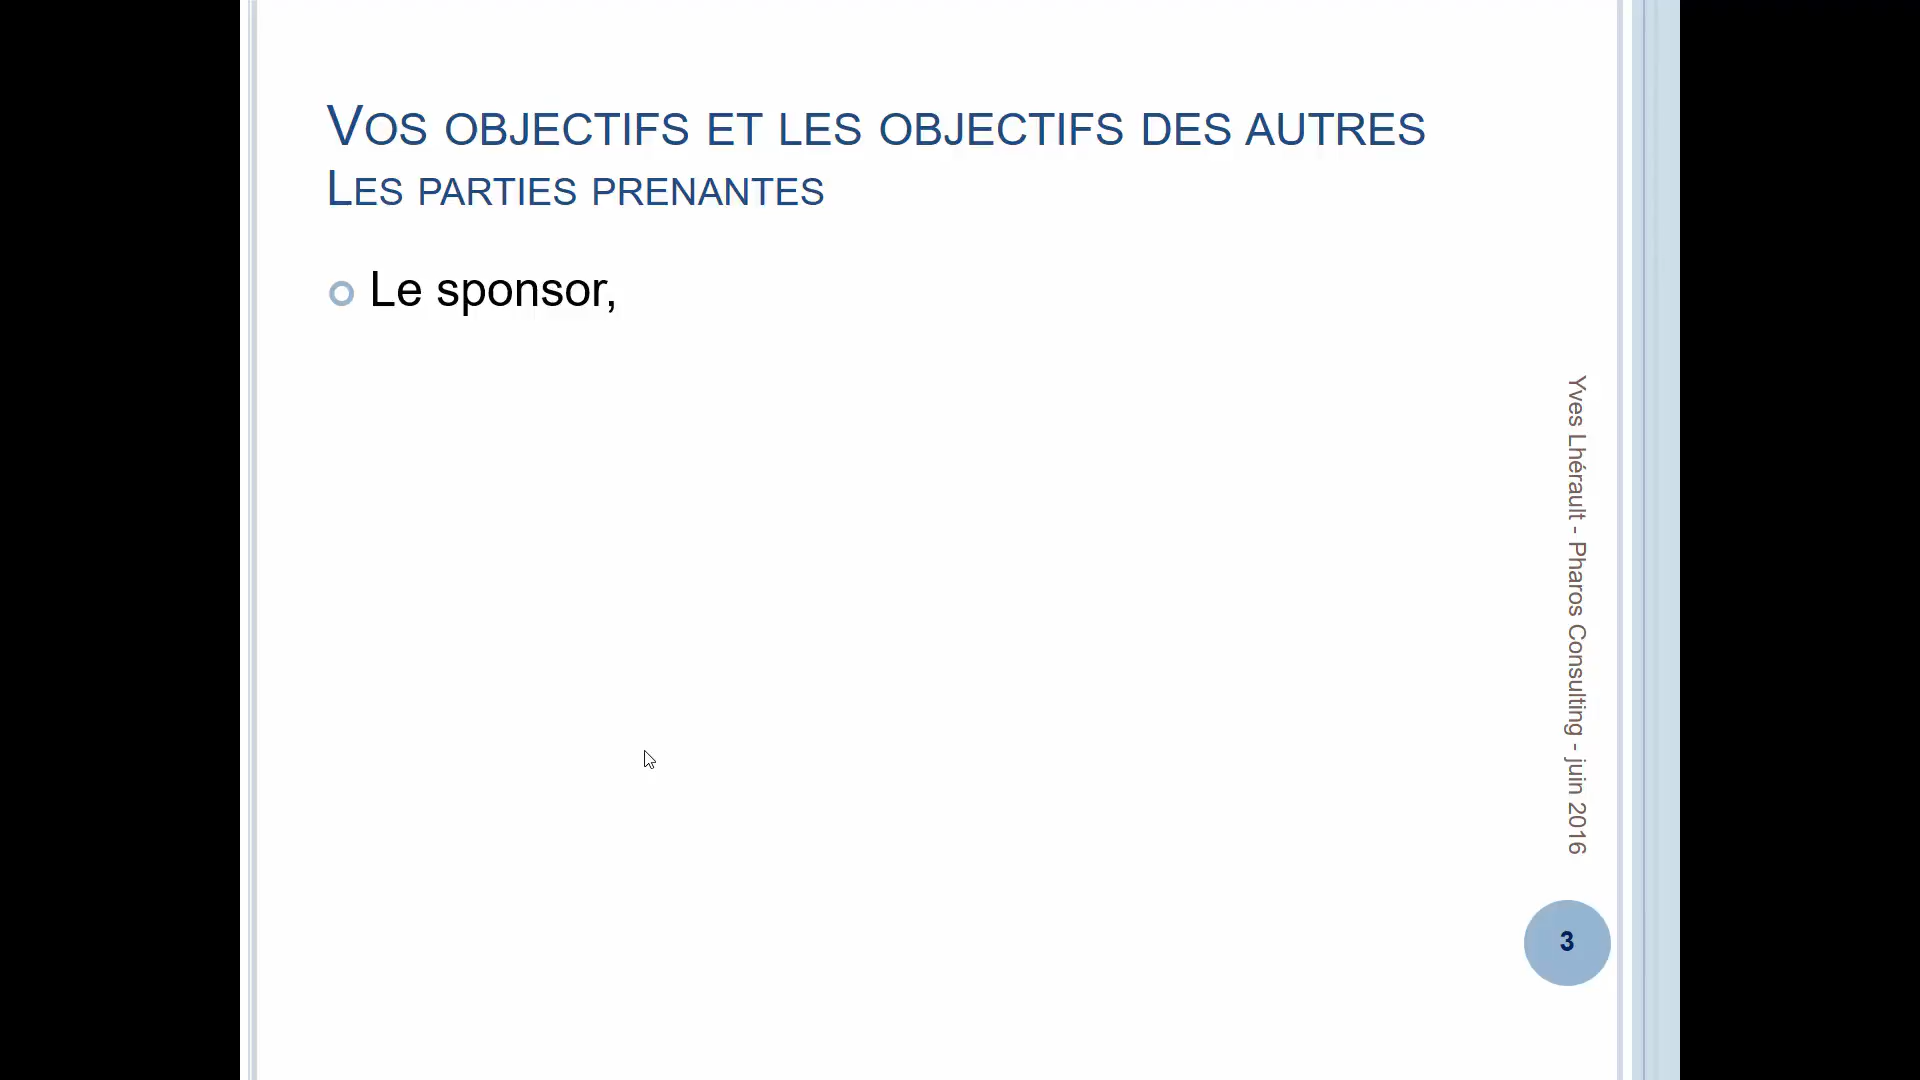 Vos objectifs et les objectifs des autres
Les parties prenantes
Le sponsor,
Yves Lhérault - Pharos Consulting - juin 2016
3